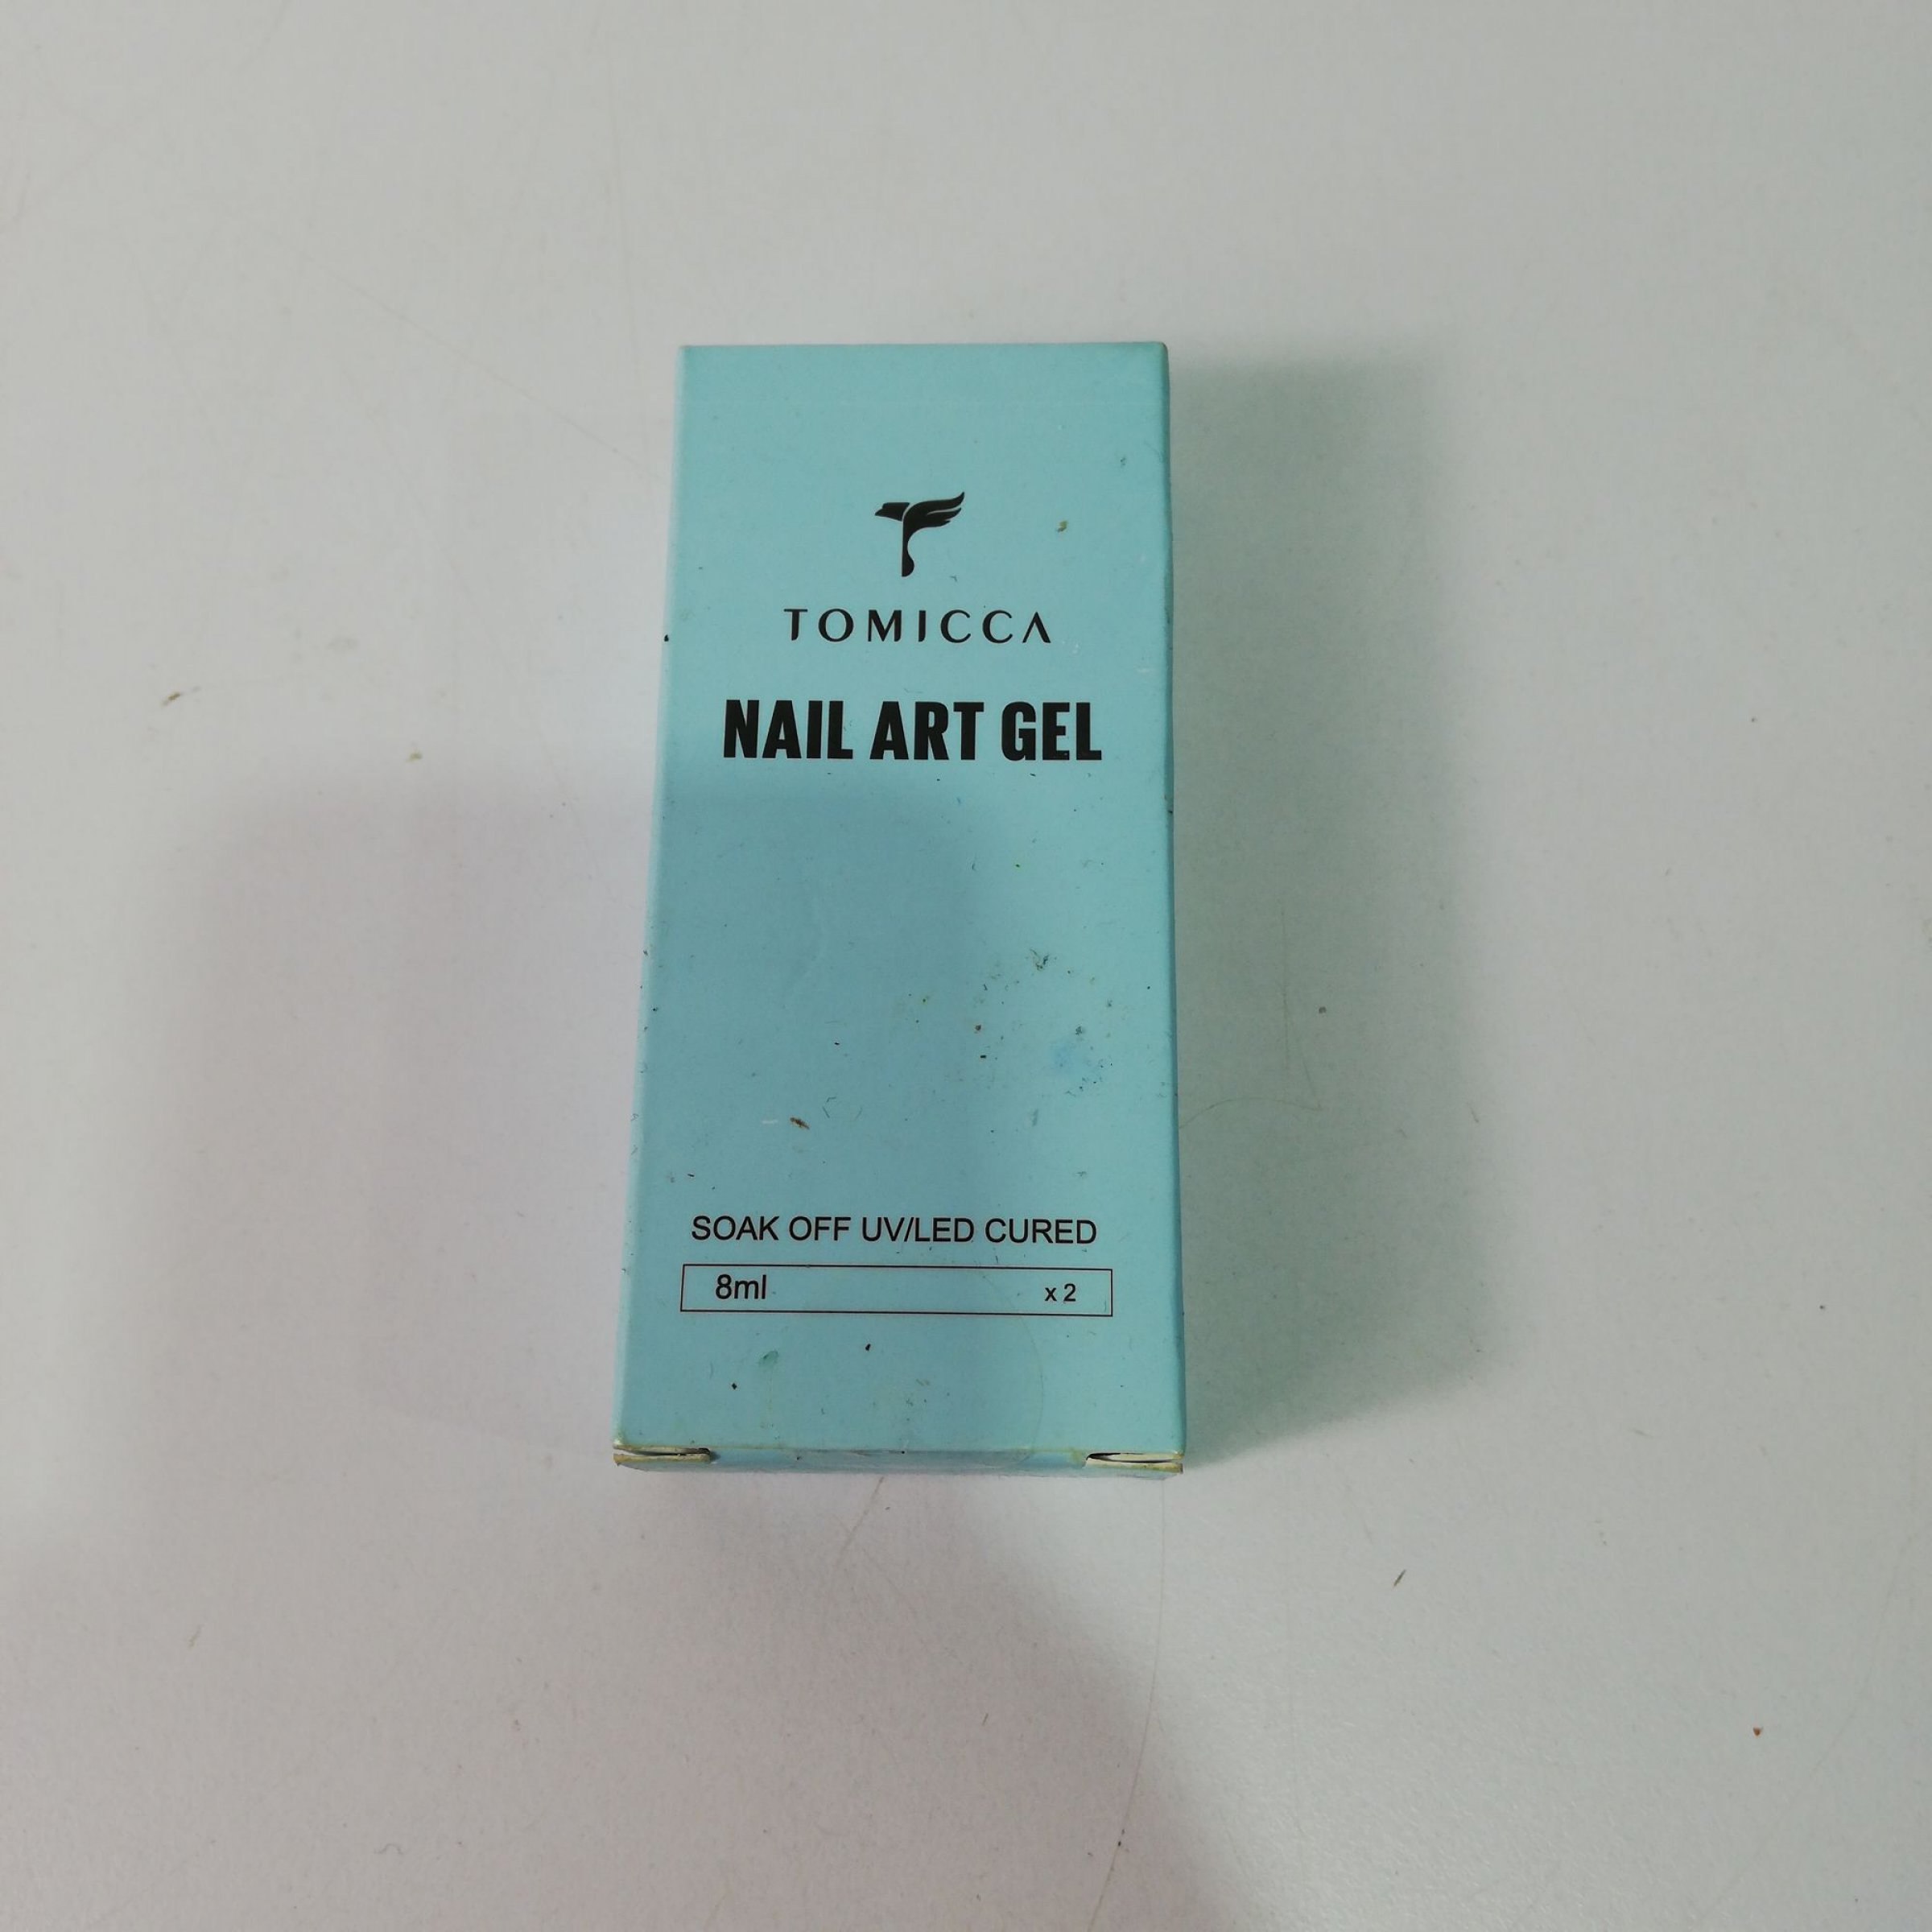 TOMICCA
NAIL ART GEL
SOAK OFF UV/LED CURED
8ml x 2